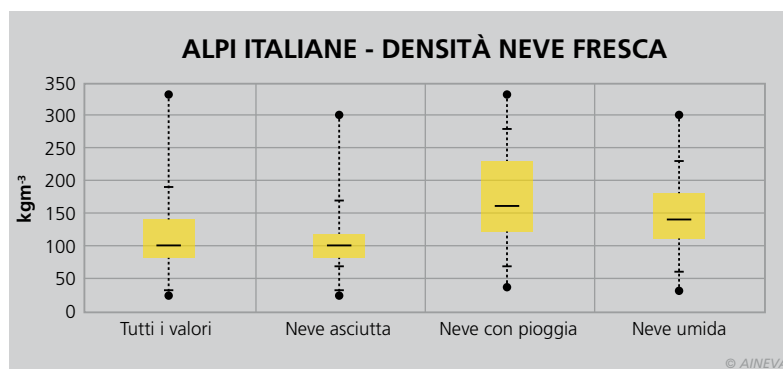 ALPI ITALIANE - DENSITÀ NEVE FRESCA
kgm-3
350
300
250
200
150
100
50
0
Tutti i valori
Neve asciutta
Neve con pioggia
Neve umida
© AINEVA